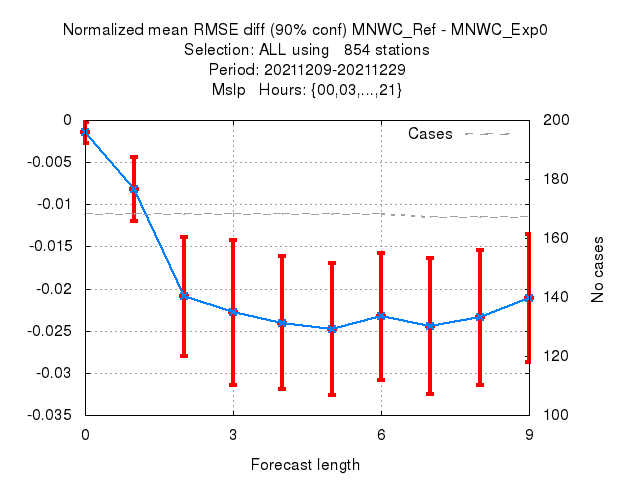 Normalized mean RMSE diff (90% conf) MNWC_Ref - MNWC_Exp0
Selection: ALL using 854 stations
Period: 20211209-20211229
Mslp Hours: {00,03,...,21}
Cases
0
-0.005
-0.01
-0.015
-0.02
-0.025
-0.03
-0.035
200
180
160
140
120
100
No cases
0 3 6 9
Forecast length